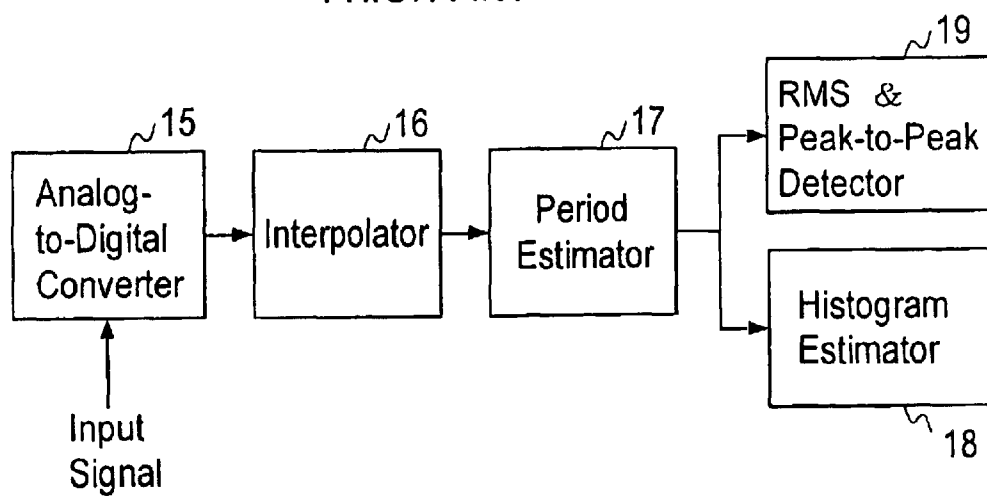 15
Analog-
to-Digital
Converter
16
Interpolator
17
Period
Estimator
19
RMS &
Peak-to-Peak
Detector
Histogram
Estimator
18
Input
Signal